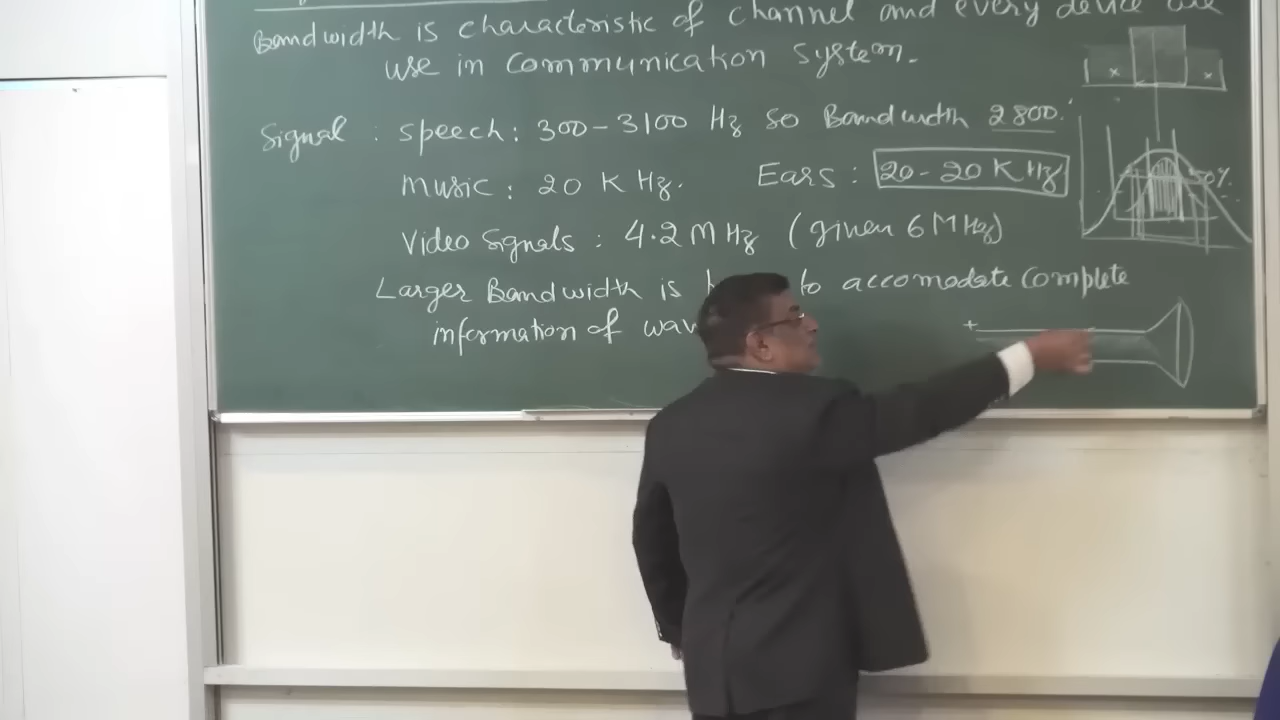 Bandwidth is characteristic of channel and every device are
use in communication system.
Signal : speech : 300-3100 Hz so Bandwidth 2800.
Music : 20 K Hz. Ears : 20-20 K Hz
50%
Video Signals : 4.2 M Hz (given 6 M Hz)
Larger Bandwidth is to accomodate complete
information of
+